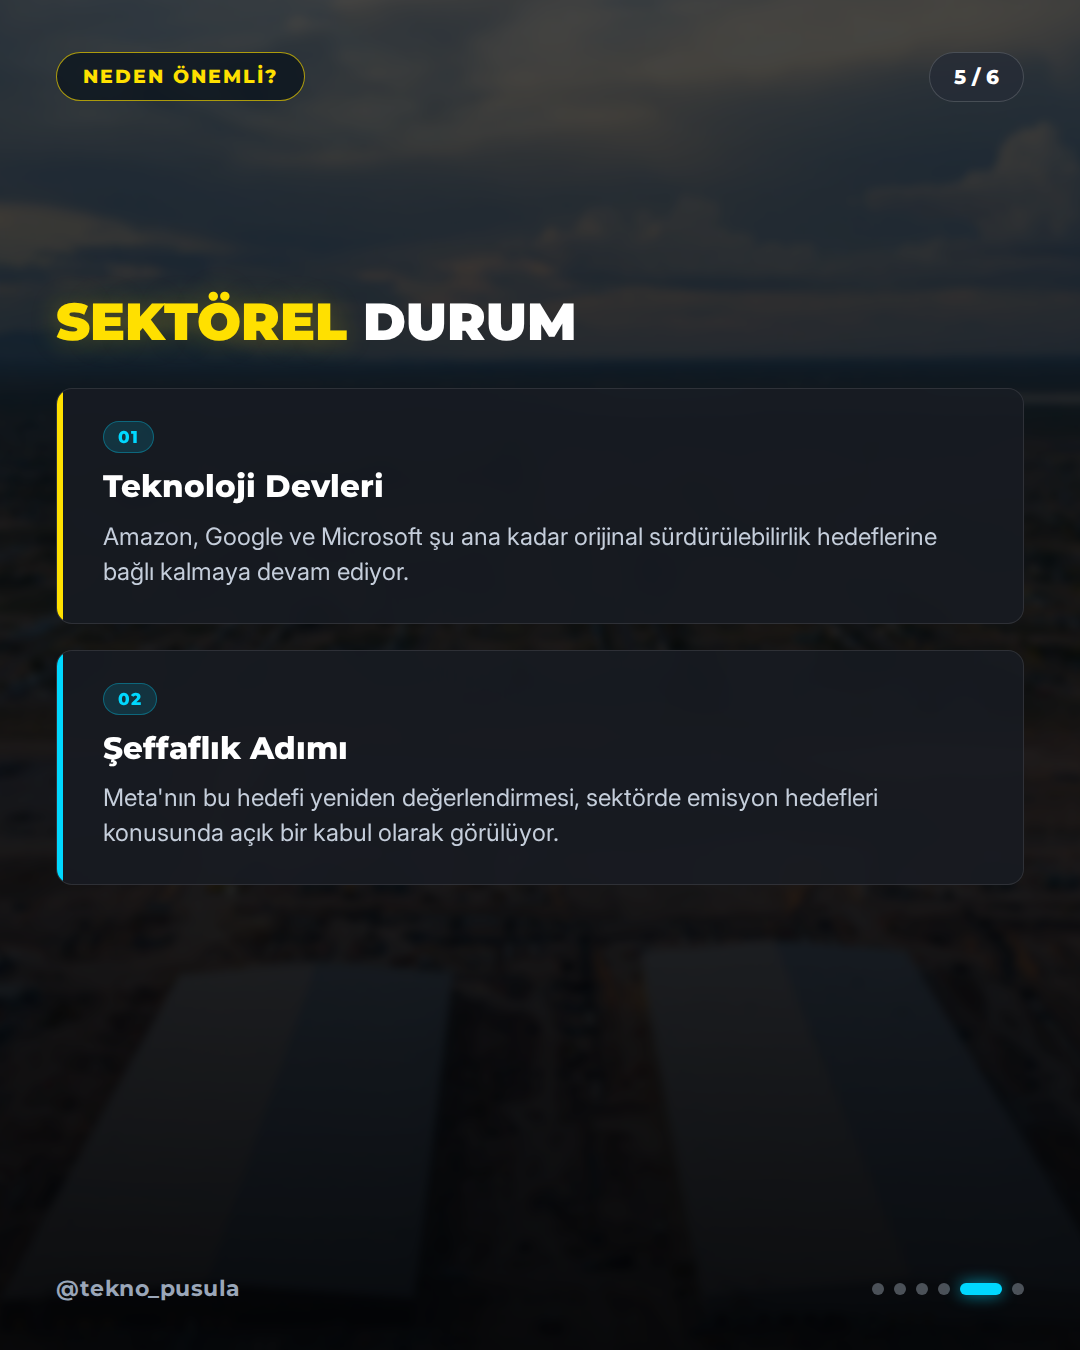 NEDEN ÖNEMLİ?
5 / 6
SEKTÖREL DURUM
01
Teknoloji Devleri
Amazon, Google ve Microsoft şu ana kadar orijinal sürdürülebilirlik hedeflerine
bağlı kalmaya devam ediyor.
02
Şeffaflık Adımı
Meta'nın bu hedefi yeniden değerlendirmesi, sektörde emisyon hedefleri
konusunda açık bir kabul olarak görülüyor.
@tekno_pusula